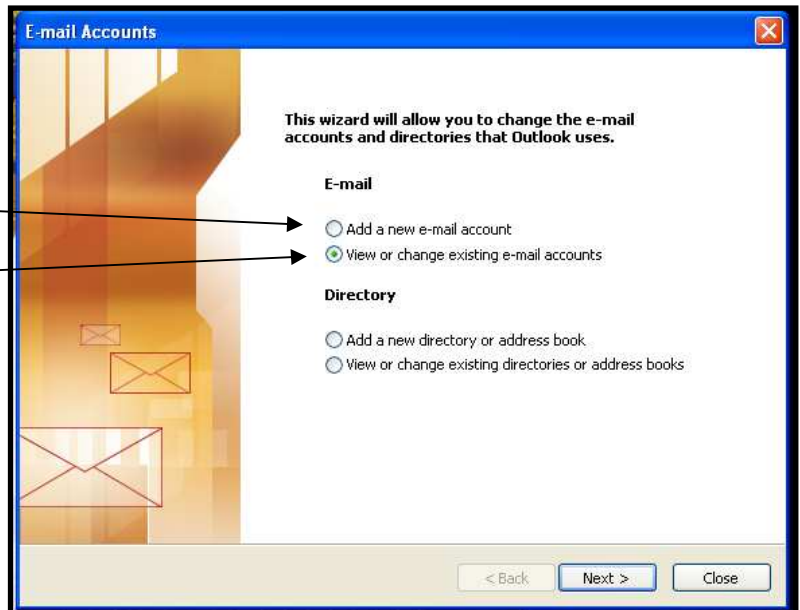 E-mail Accounts
This wizard will allow you to change the e-mail
accounts and directories that Outlook uses.
E-mail
Add a new e-mail account
View or change existing e-mail accounts
Directory
Add a new directory or address book
View or change existing directories or address books
< Back Next > Close